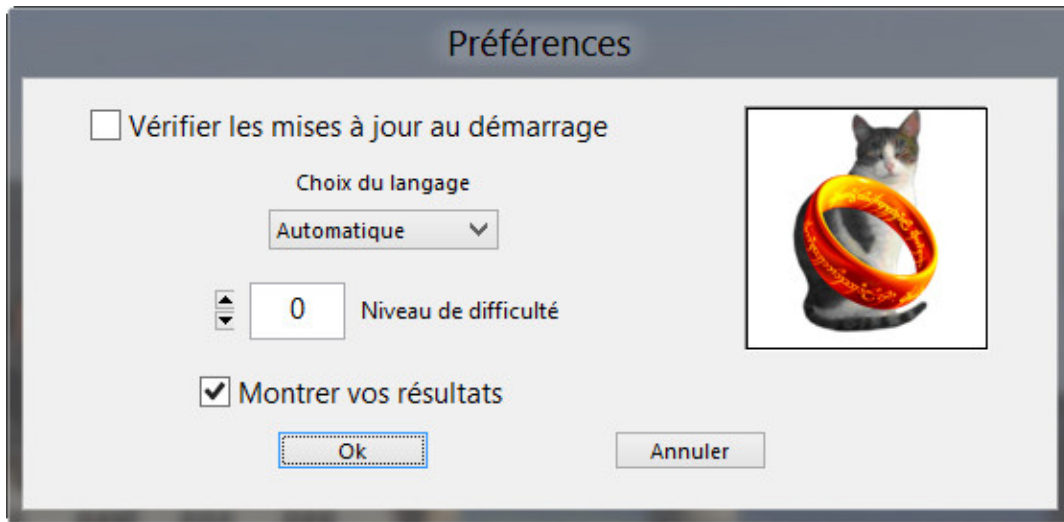 Préférences
Vérifier les mises à jour au démarrage
Choix du langage
Automatique
0 Niveau de difficulté
Montrer vos résultats
Ok Annuler